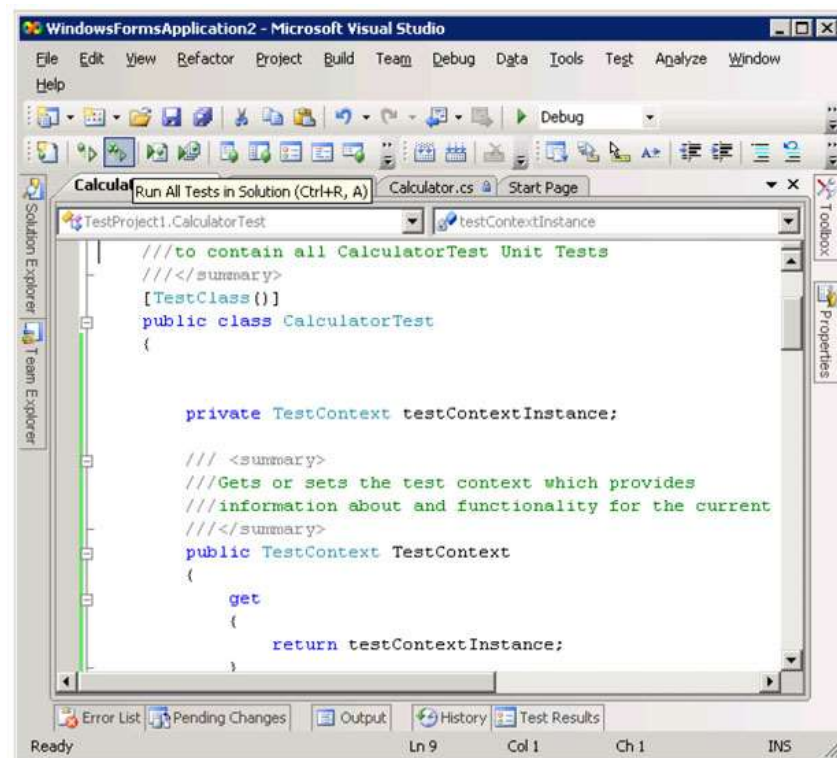 WindowsFormsApplication2 - Microsoft Visual Studio
File Edit View Refactor Project Build Team Debug Data Tools Test Analyze Window
Help
Debug
Run All Tests in Solution (Ctrl+R, A)
Calculator.cs Start Page
TestProject1.CalculatorTest testContextInstance
///to contain all CalculatorTest Unit Tests
///</summary>
[TestClass()]
public class CalculatorTest
{
private TestContext testContextInstance;
/// <summary>
///Gets or sets the test context which provides
///information about and functionality for the current
///</summary>
public TestContext TestContext
{
get
{
return testContextInstance;
}
Solution Explorer
Team Explorer
Toolbox
Properties
Error List Pending Changes Output History Test Results
Ready Ln 9 Col 1 Ch 1 INS